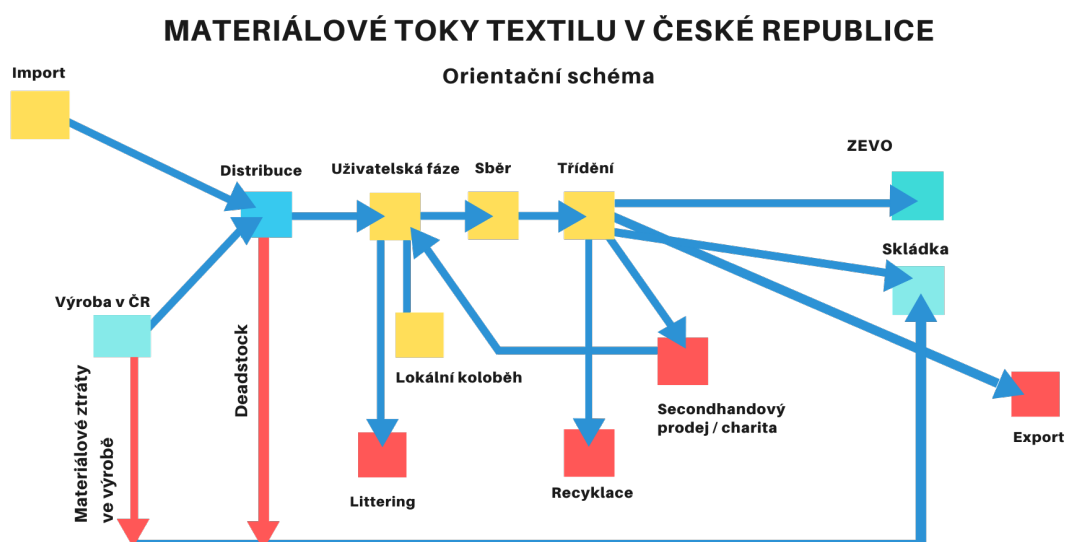 MATERIÁLOVÉ TOKY TEXTILU V ČESKÉ REPUBLICE
Orientační schéma
Import
ZEVO
Distribuce
Uživatelská fáze
Sběr
Třídění
Skládka
Výroba v ČR
Deadstock
Materiálové ztráty
ve výrobě
Lokální koloběh
Secondhandový
prodej / charita
Export
Littering
Recyklace